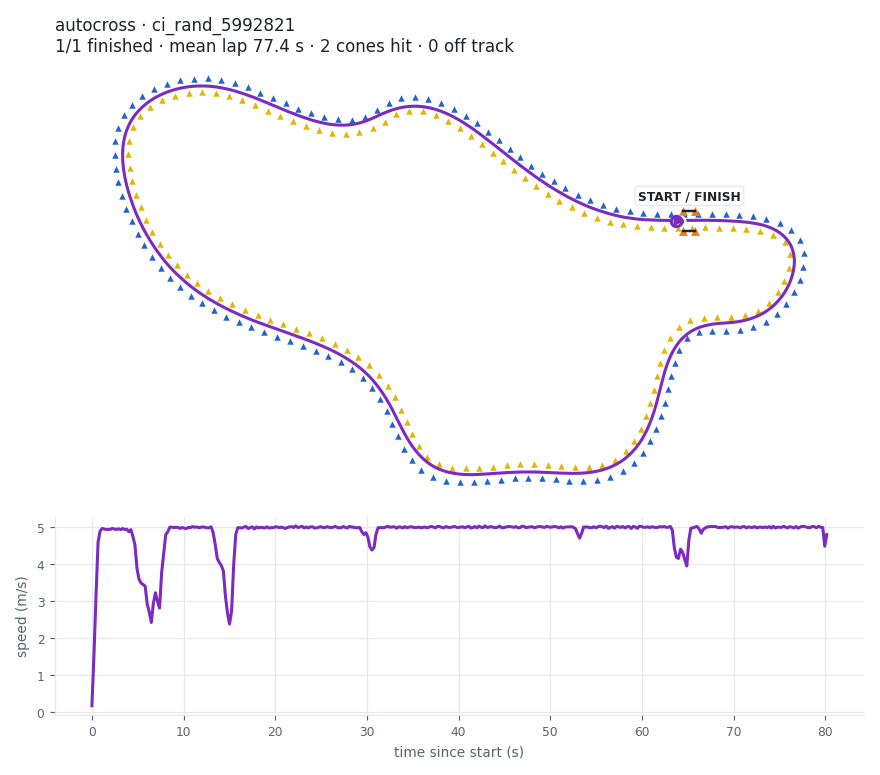 autocross · ci_rand_5992821
1/1 finished · mean lap 77.4 s · 2 cones hit · 0 off track
START / FINISH
5
4
3
2
1
0
speed (m/s)
0 10 20 30 40 50 60 70 80
time since start (s)